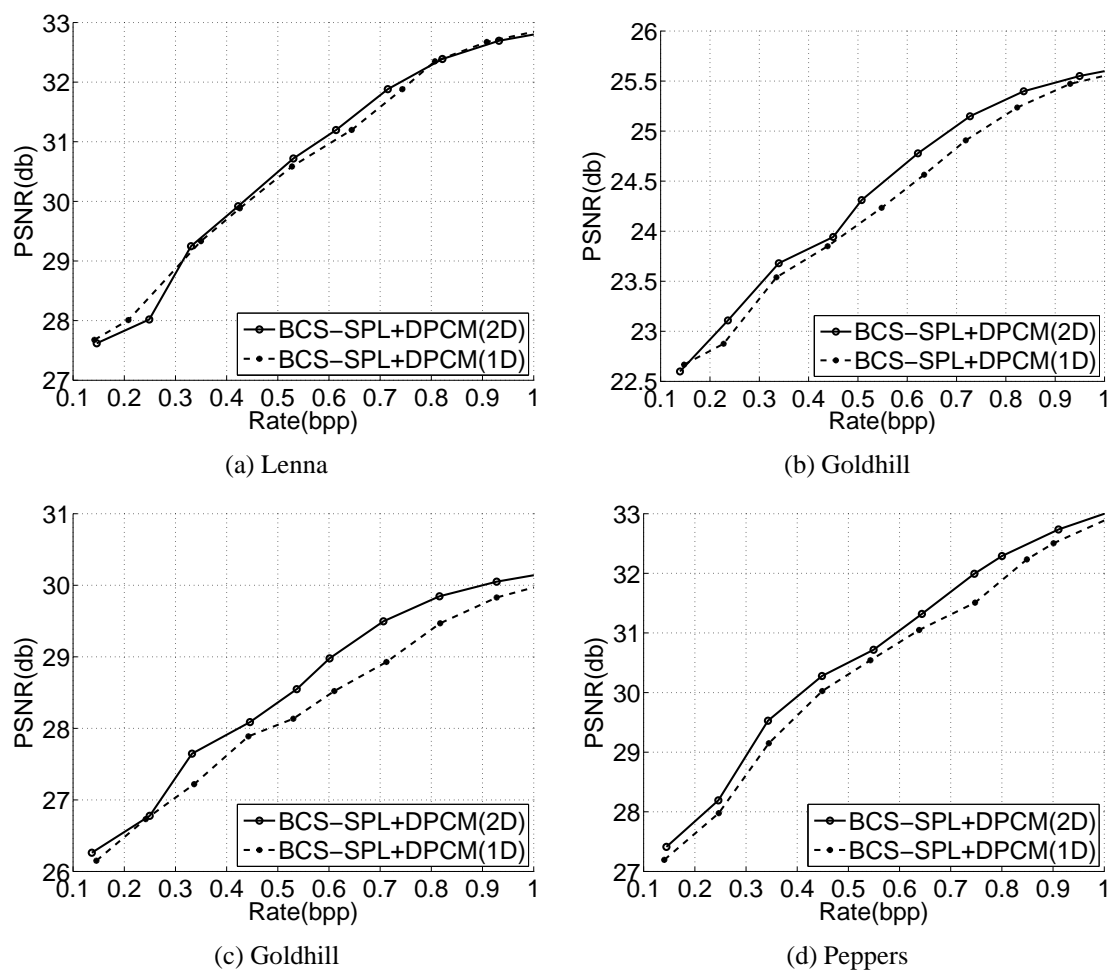 33
32
31
30
29
28
27
PSNR(db)
BCS-SPL+DPCM(2D)
BCS-SPL+DPCM(1D)
0.1 0.2 0.3 0.4 0.5 0.6 0.7 0.8 0.9 1
Rate(bpp)
(a) Lenna
26
25.5
25
24.5
24
23.5
23
22.5
PSNR(db)
BCS-SPL+DPCM(2D)
BCS-SPL+DPCM(1D)
0.1 0.2 0.3 0.4 0.5 0.6 0.7 0.8 0.9 1
Rate(bpp)
(b) Goldhill
31
30
29
28
27
26
PSNR(db)
BCS-SPL+DPCM(2D)
BCS-SPL+DPCM(1D)
0.1 0.2 0.3 0.4 0.5 0.6 0.7 0.8 0.9 1
Rate(bpp)
(c) Goldhill
33
32
31
30
29
28
27
PSNR(db)
BCS-SPL+DPCM(2D)
BCS-SPL+DPCM(1D)
0.1 0.2 0.3 0.4 0.5 0.6 0.7 0.8 0.9 1
Rate(bpp)
(d) Peppers